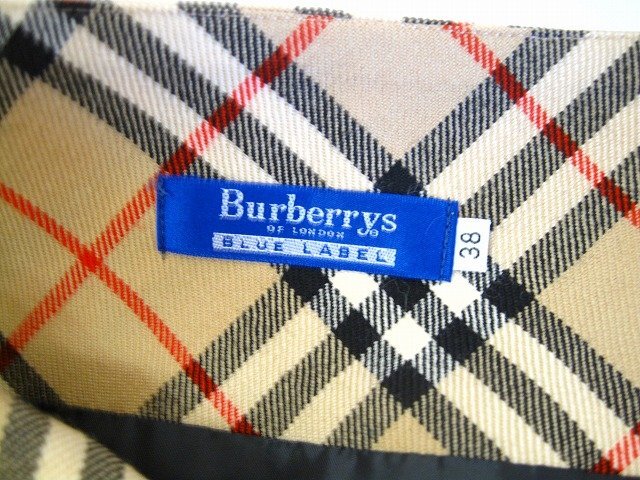 Burberrys
OF LONDON
BLUE LABEL
38